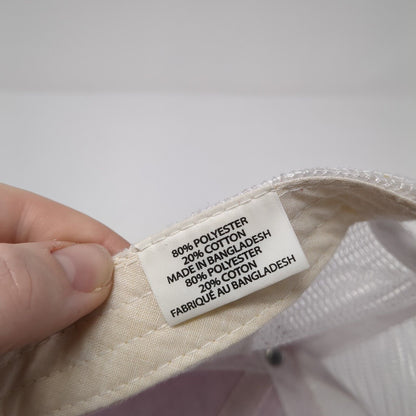 80% POLYESTER
20% COTTON
MADE IN BANGLADESH
80% POLYESTER
20% COTON
FABRIQUÉ AU BANGLADESH